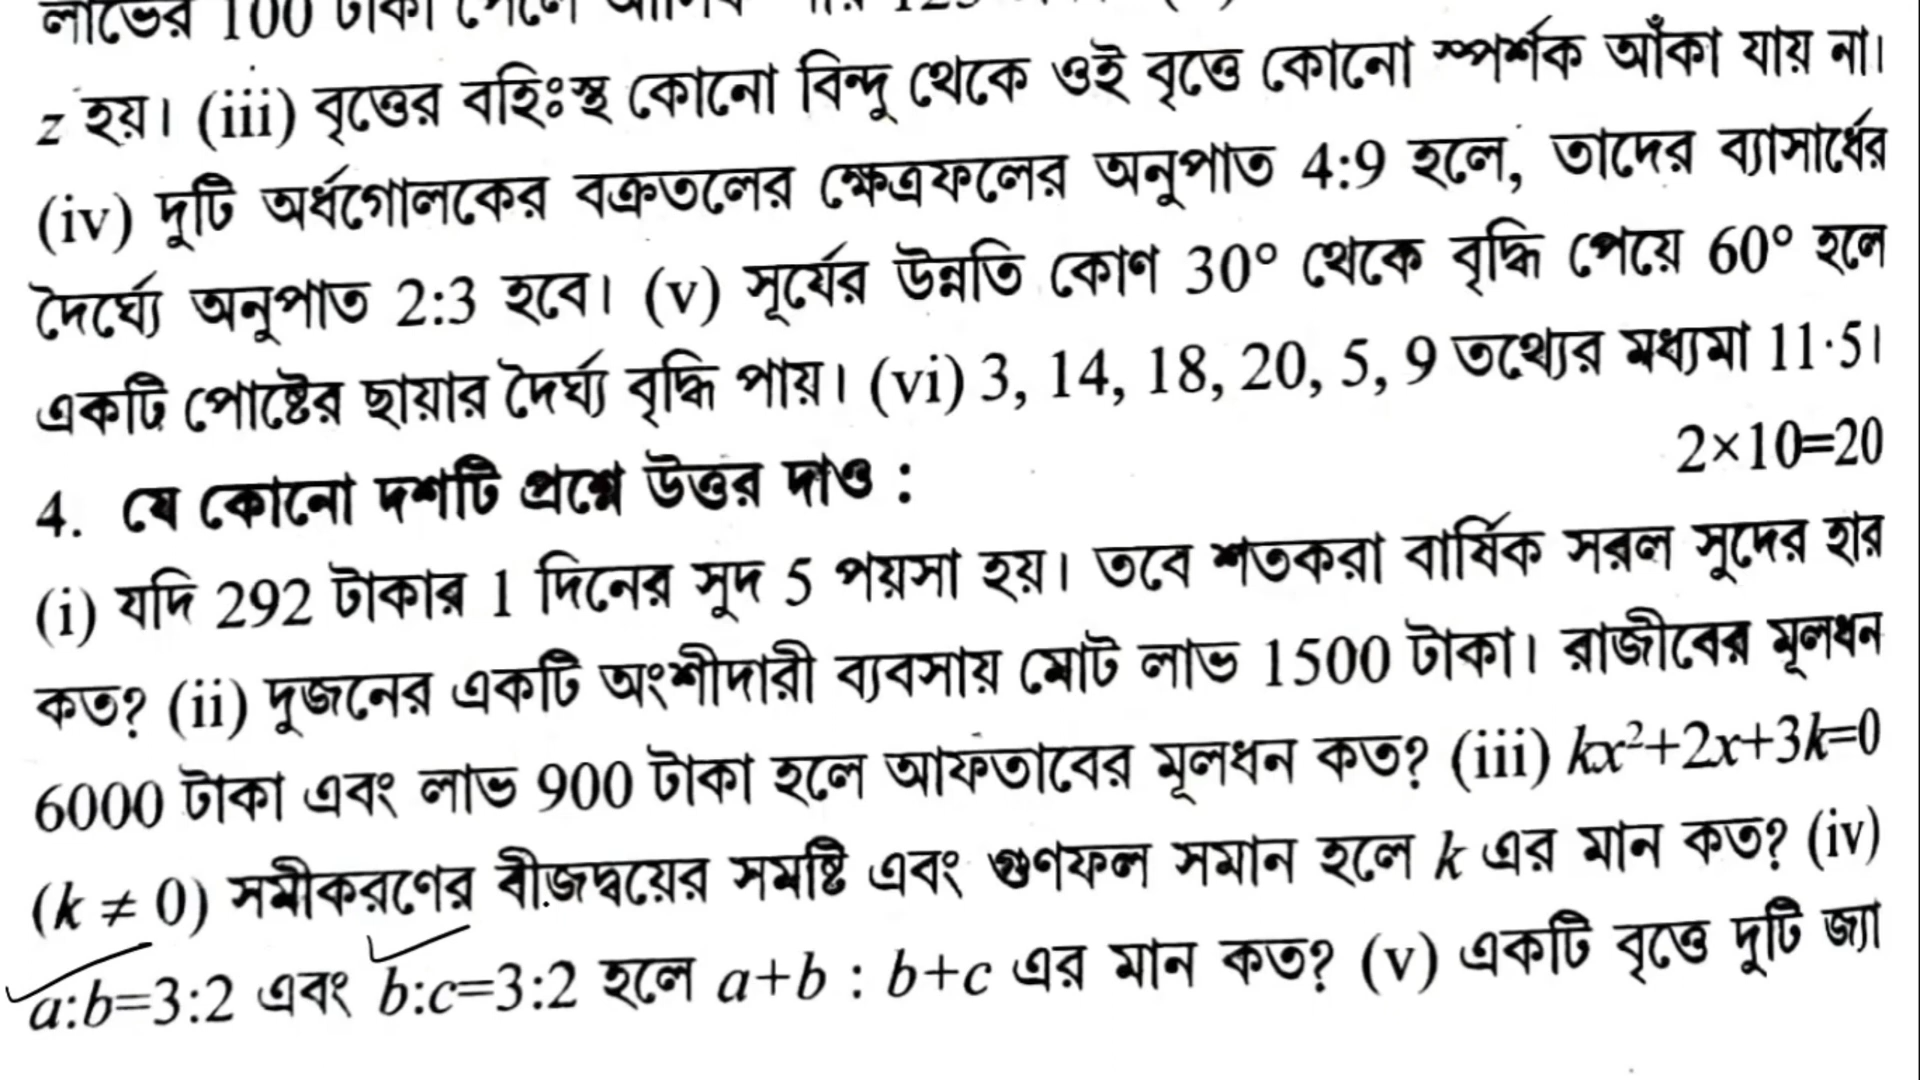 লাভের 100 টাকা পেলে
z হয়। (iii) বৃত্তের বহিঃস্থ কোনো বিন্দু থেকে ওই বৃত্তে কোনো স্পর্শক আঁকা যায় না।
(iv) দুটি অর্ধগোলকের বক্রতলের ক্ষেত্রফলের অনুপাত 4:9 হলে, তাদের ব্যাসার্ধের
দৈর্ঘ্যে অনুপাত 2:3 হবে। (v) সূর্যের উন্নতি কোণ 30° থেকে বৃদ্ধি পেয়ে 60° হলে
একটি পোষ্টের ছায়ার দৈর্ঘ্য বৃদ্ধি পায়। (vi) 3, 14, 18, 20, 5, 9 তথ্যের মধ্যমা 11·5।
2×10=20
4. যে কোনো দশটি প্রশ্নে উত্তর দাও :
(i) যদি 292 টাকার 1 দিনের সুদ 5 পয়সা হয়। তবে শতকরা বার্ষিক সরল সুদের হার
কত? (ii) দুজনের একটি অংশীদারী ব্যবসায় মোট লাভ 1500 টাকা। রাজীবের মূলধন
6000 টাকা এবং লাভ 900 টাকা হলে আফতাবের মূলধন কত? (iii) kx²+2x+3k=0
(k ≠ 0) সমীকরণের বীজদ্বয়ের সমষ্টি এবং গুণফল সমান হলে k এর মান কত? (iv)
a:b=3:2 এবং b:c=3:2 হলে a+b : b+c এর মান কত? (v) একটি বৃত্তে দুটি জ্যা